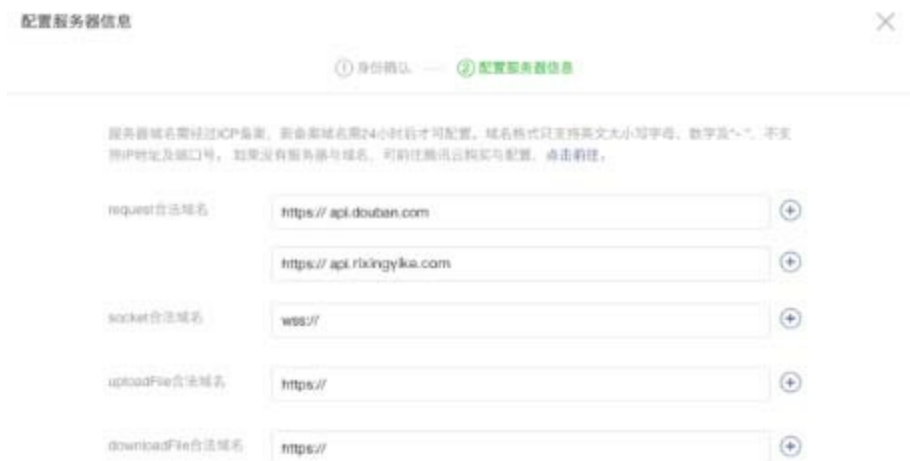 配置服务器信息
① 身份确认 — ② 配置服务器信息
服务器域名需经过ICP备案，新备案域名需24小时后才可配置。域名格式只支持英文大小写字母、数字及“- ”，不支
持IP地址及端口号。如果没有服务器与域名，可前往腾讯云购买与配置，点击前往。
request合法域名 https:// api.douban.com
https:// api.rixingyike.com
socket合法域名 wss://
uploadFile合法域名 https://
downloadFile合法域名 https://